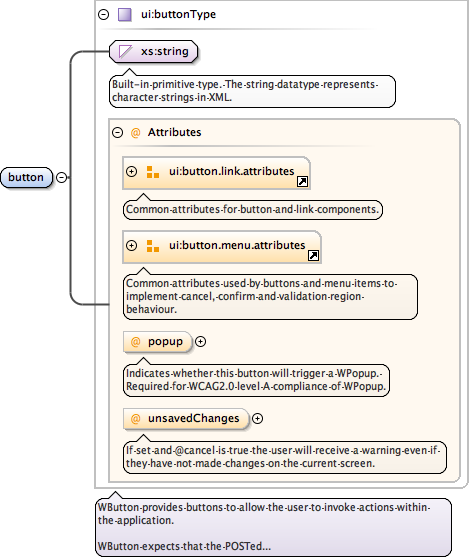 ui:buttonType
xs:string
Built-in primitive type. The string datatype represents
character strings in XML.
@ Attributes
button
ui:button.link.attributes
Common attributes for button and link components.
ui:button.menu.attributes
Common attributes used by buttons and menu items to
implement cancel, confirm and validation region
behaviour.
@ popup
Indicates whether this button will trigger a WPopup.
Required for WCAG2.0 level A compliance of WPopup.
@ unsavedChanges
If set and @cancel is true the user will receive a warning even if
they have not made changes on the current screen.
WButton provides buttons to allow the user to invoke actions within
the application.
WButton expects that the POSTed...